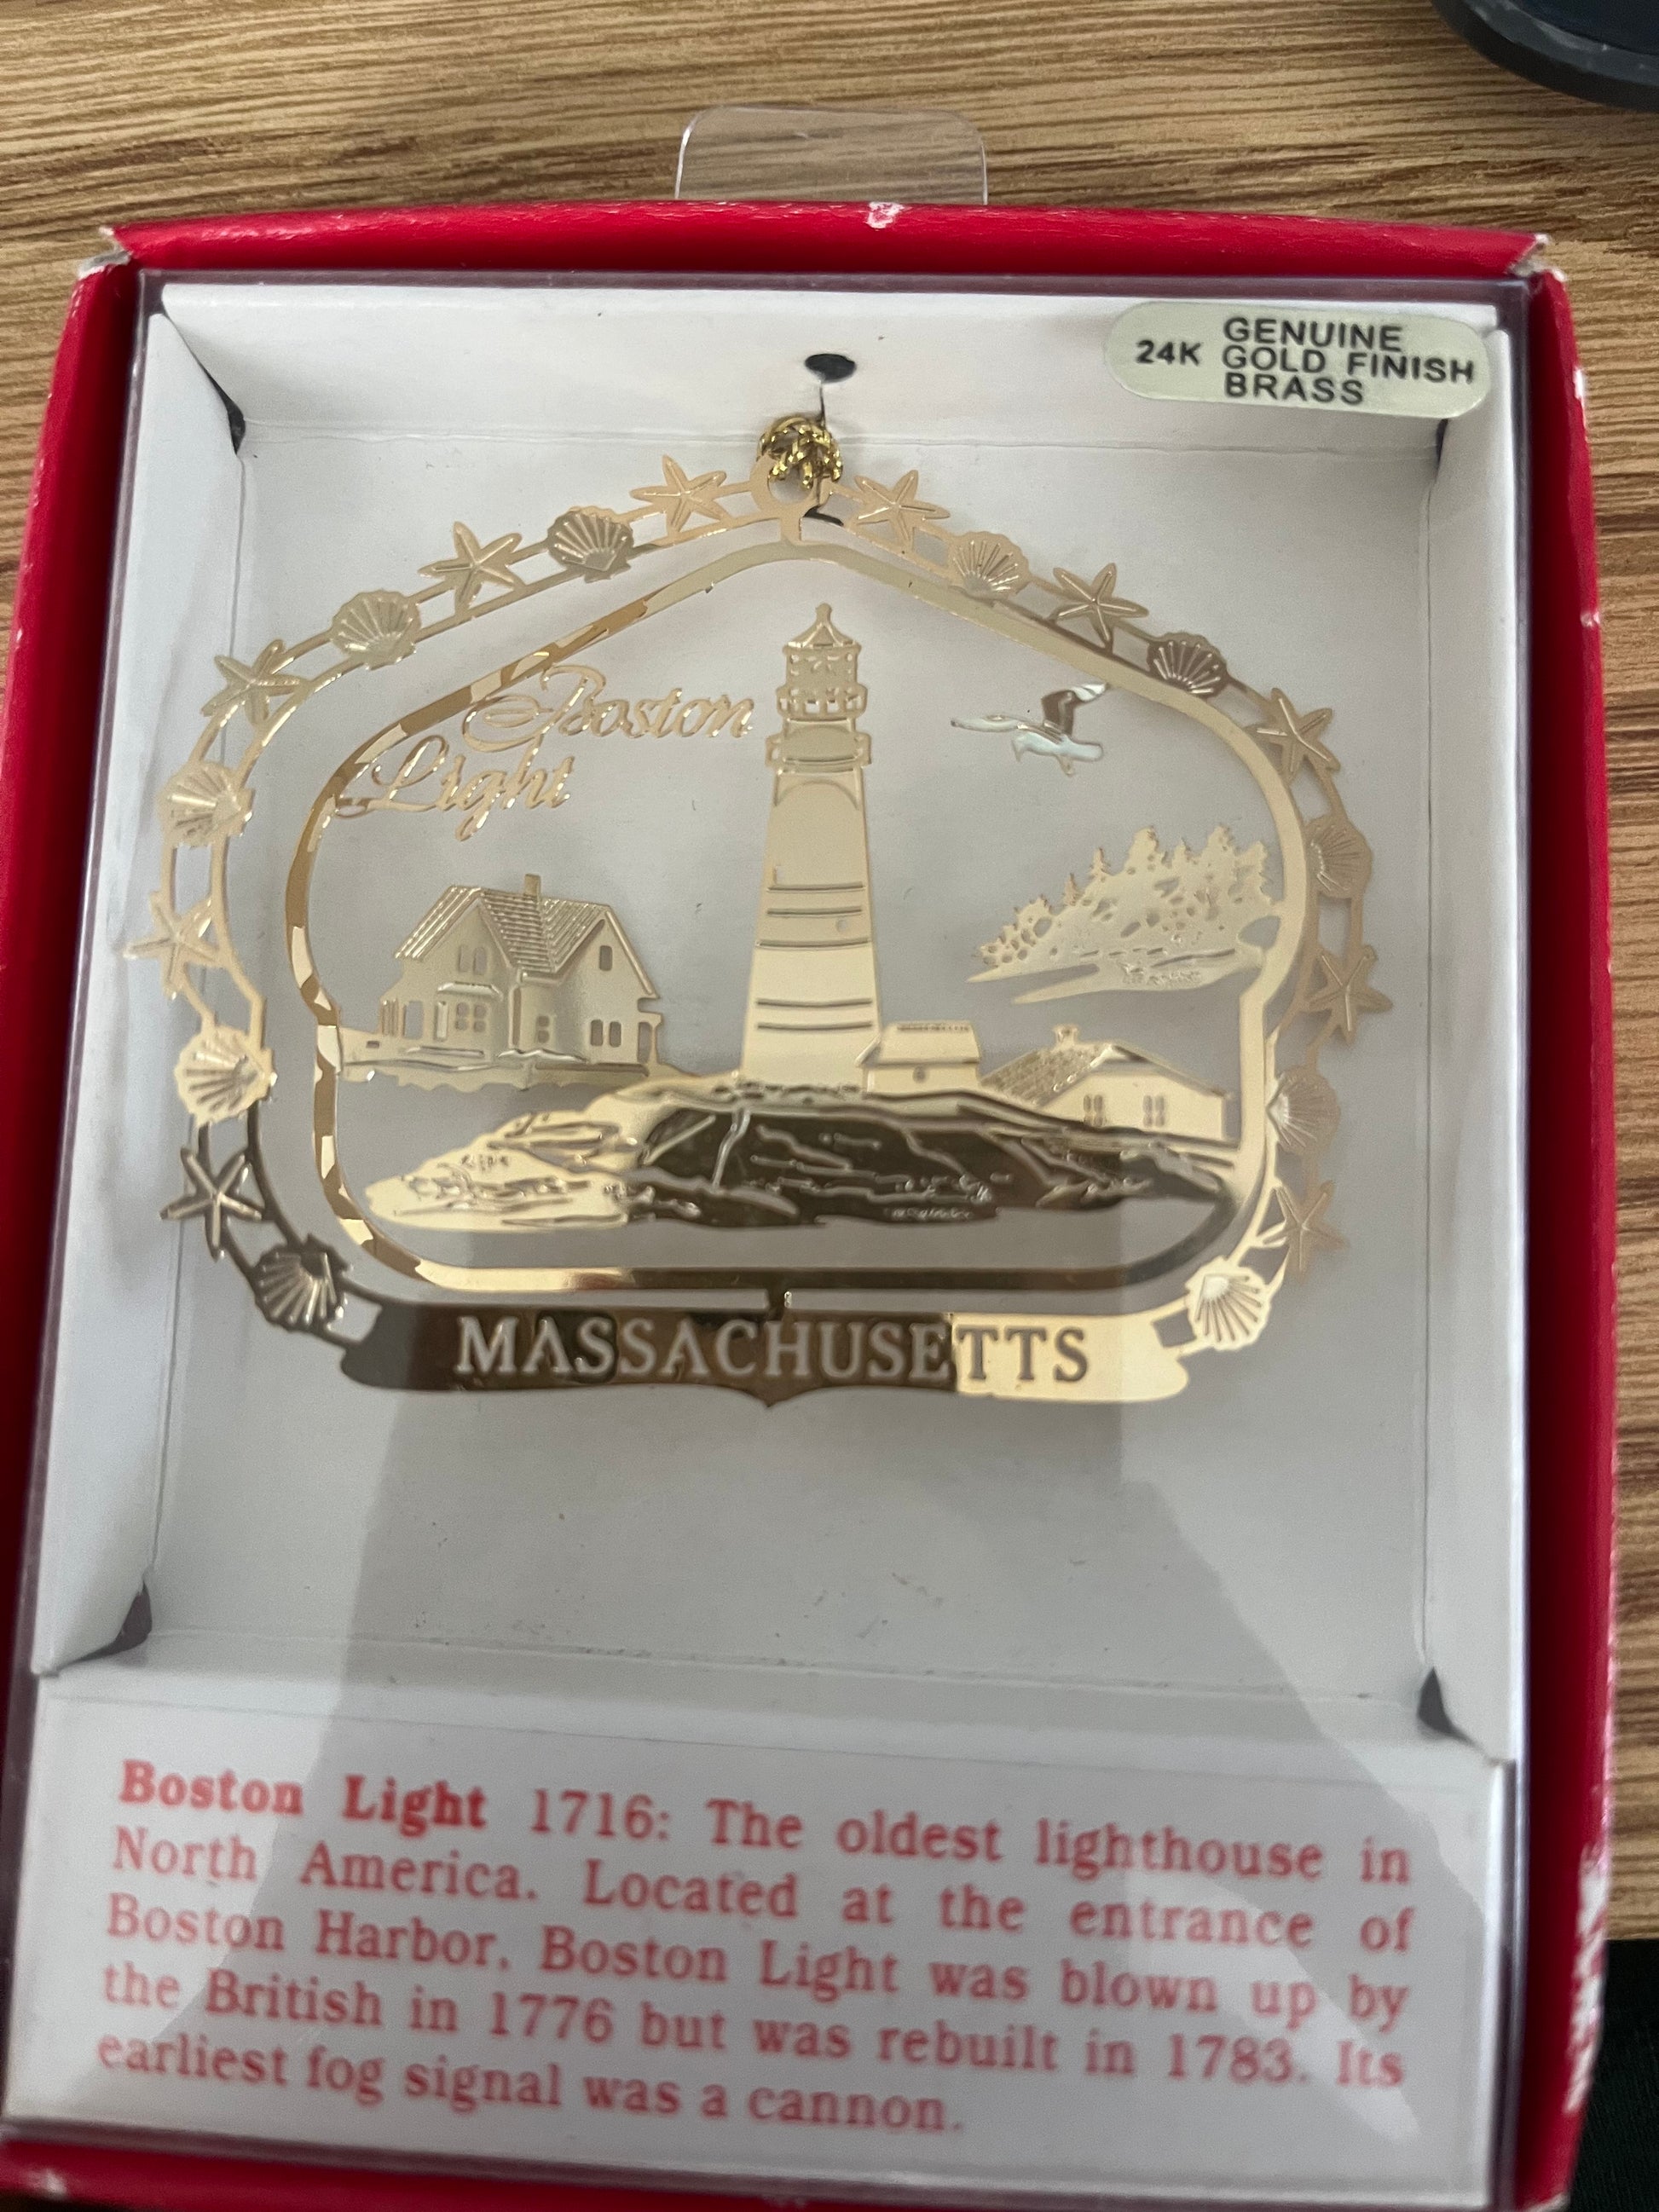 24K GENUINE
GOLD FINISH
BRASS
Boston
Light
MASSACHUSETTS
Boston Light 1716: The oldest lighthouse in
North America. Located at the entrance of
Boston Harbor, Boston Light was blown up by
the British in 1776 but was rebuilt in 1783. Its
earliest fog signal was a cannon.